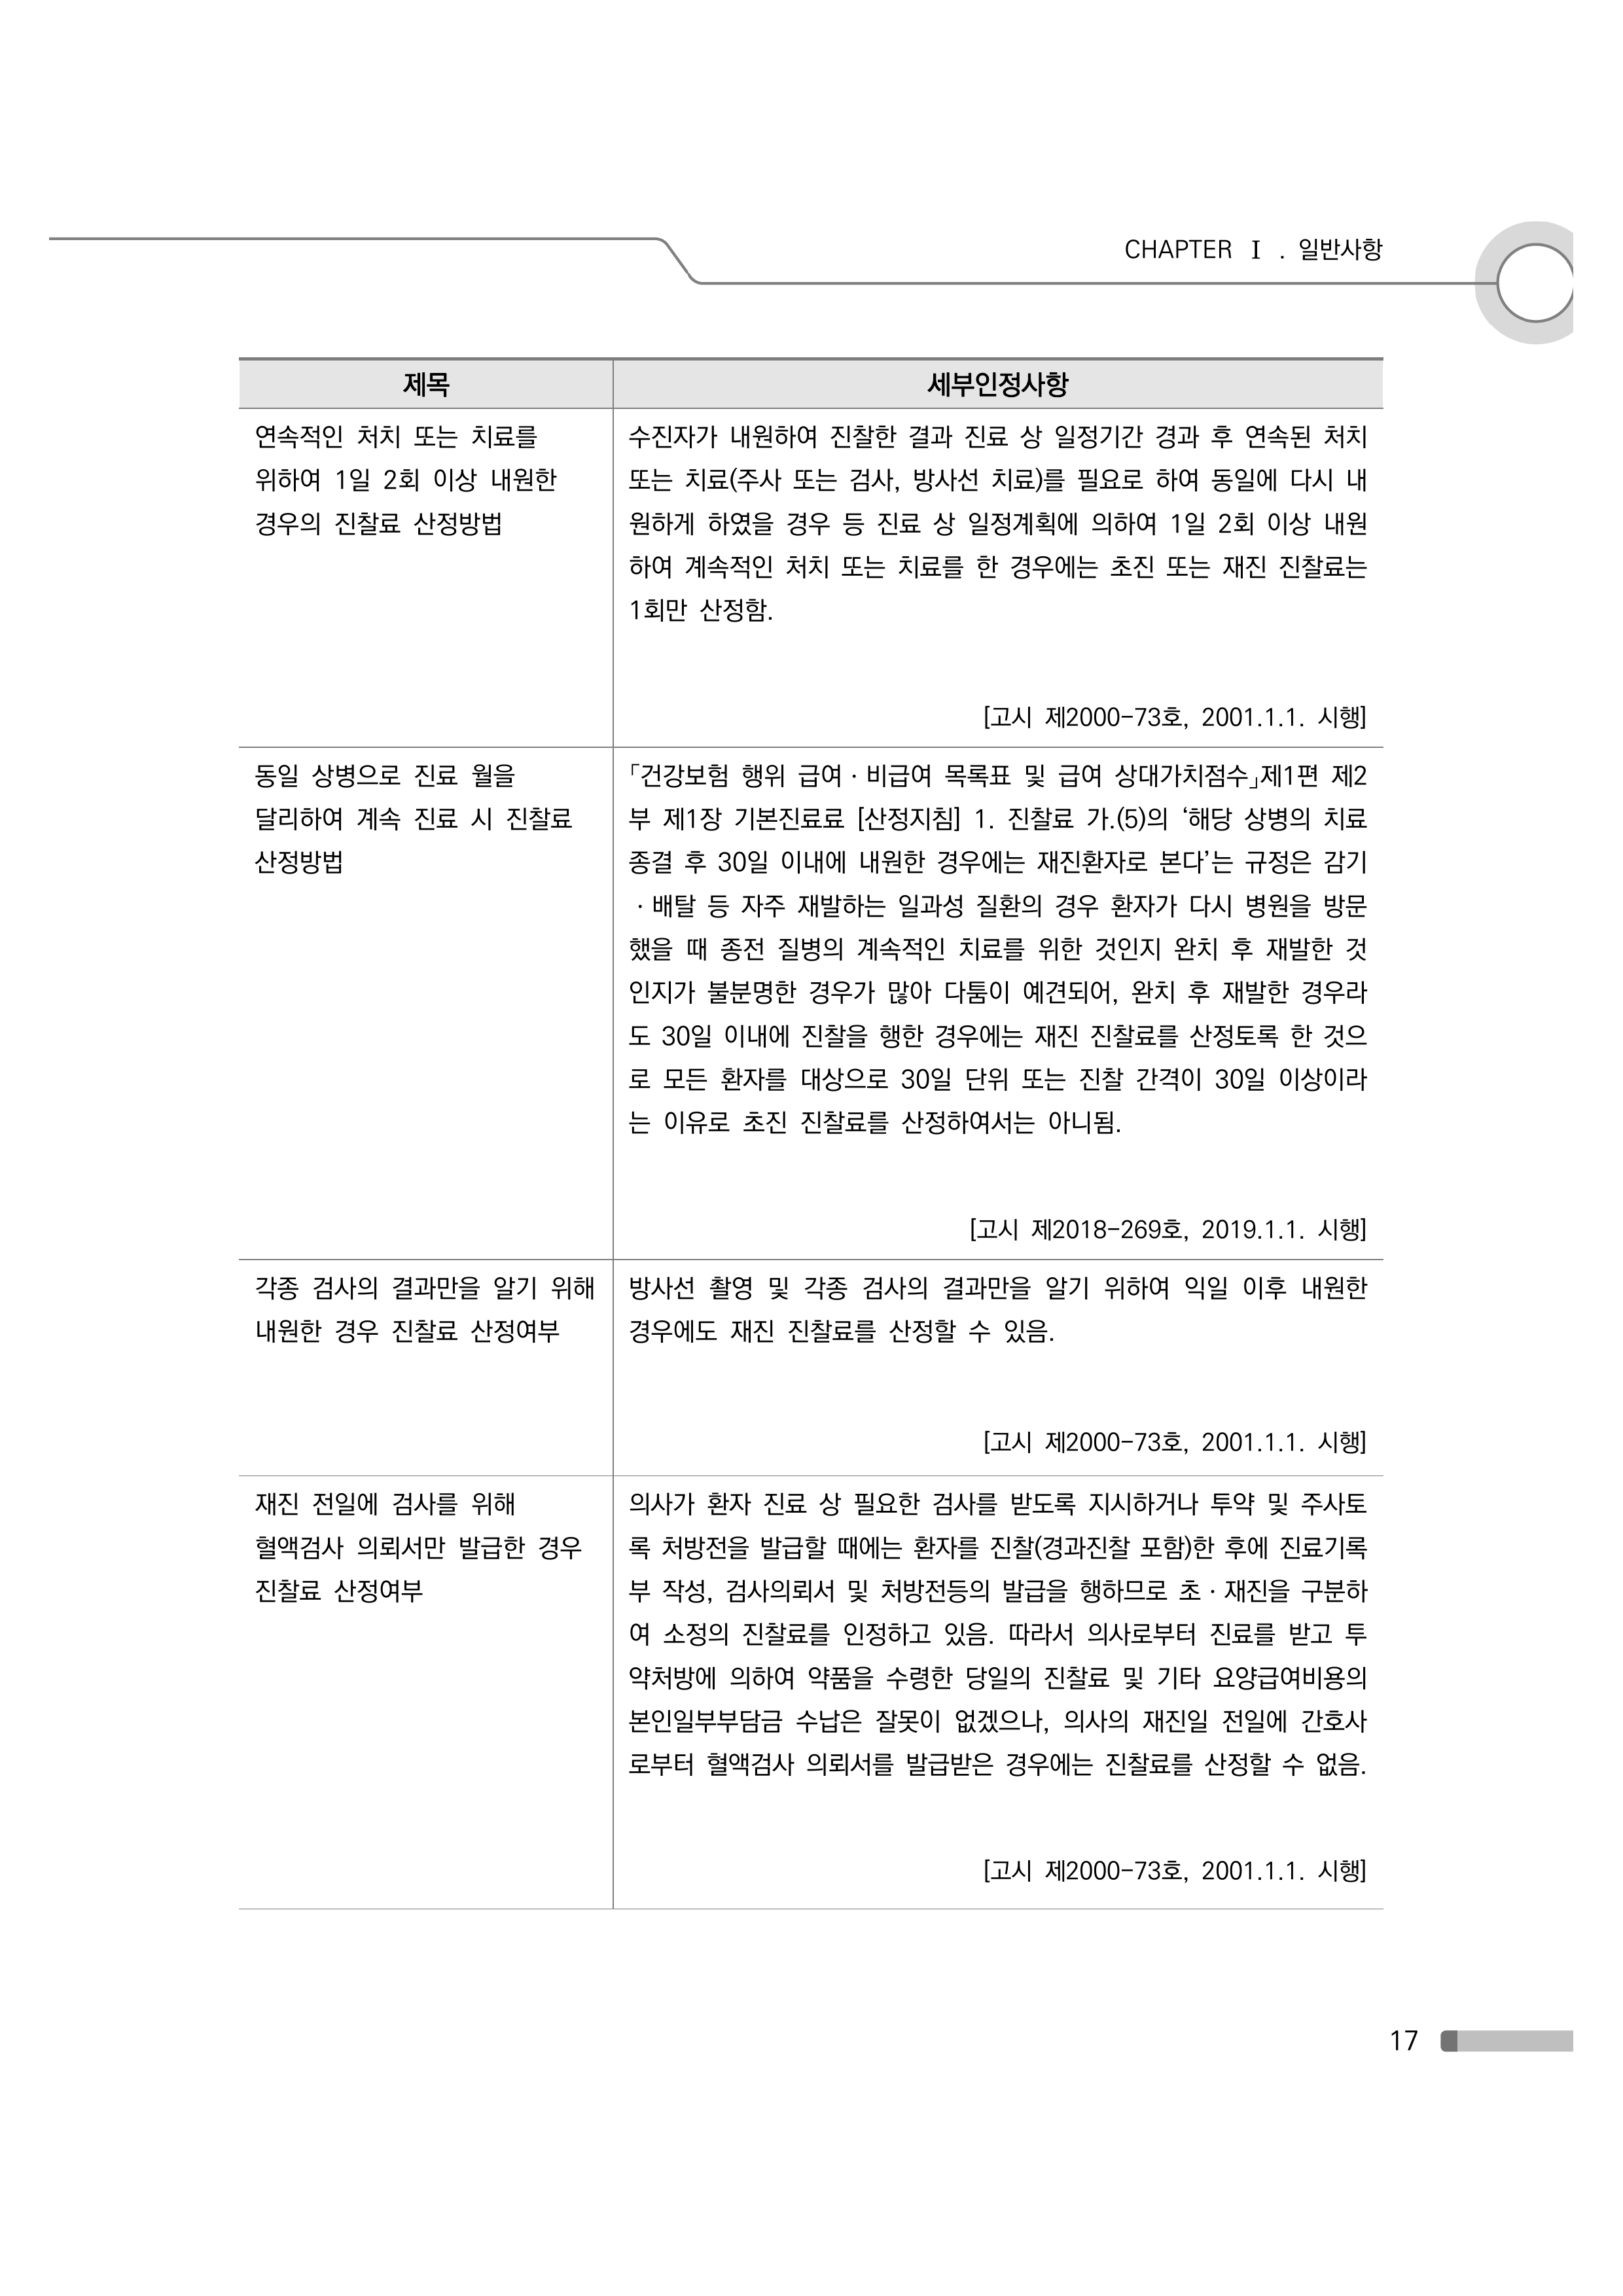 CHAPTER Ⅰ. 일반사항
제목
세부인정사항
연속적인 처치 또는 치료를
위하여 1일 2회 이상 내원한
경우의 진찰료 산정방법
수진자가 내원하여 진찰한 결과 진료 상 일정기간 경과 후 연속된 처치
또는 치료(주사 또는 검사, 방사선 치료)를 필요로 하여 동일에 다시 내
원하게 하였을 경우 등 진료 상 일정계획에 의하여 1일 2회 이상 내원
하여 계속적인 처치 또는 치료를 한 경우에는 초진 또는 재진 진찰료는
1회만 산정함.
[고시 제2000-73호, 2001.1.1. 시행]
동일 상병으로 진료 월을
달리하여 계속 진료 시 진찰료
산정방법
「건강보험 행위 급여·비급여 목록표 및 급여 상대가치점수」제1편 제2
부 제1장 기본진료료 [산정지침] 1. 진찰료 가.(5)의 ‘해당 상병의 치료
종결 후 30일 이내에 내원한 경우에는 재진환자로 본다’는 규정은 감기
·배탈 등 자주 재발하는 일과성 질환의 경우 환자가 다시 병원을 방문
했을 때 종전 질병의 계속적인 치료를 위한 것인지 완치 후 재발한 것
인지가 불분명한 경우가 많아 다툼이 예견되어, 완치 후 재발한 경우라
도 30일 이내에 진찰을 행한 경우에는 재진 진찰료를 산정토록 한 것으
로 모든 환자를 대상으로 30일 단위 또는 진찰 간격이 30일 이상이라
는 이유로 초진 진찰료를 산정하여서는 아니됨.
[고시 제2018-269호, 2019.1.1. 시행]
각종 검사의 결과만을 알기 위해
내원한 경우 진찰료 산정여부
방사선 촬영 및 각종 검사의 결과만을 알기 위하여 익일 이후 내원한
경우에도 재진 진찰료를 산정할 수 있음.
[고시 제2000-73호, 2001.1.1. 시행]
재진 전일에 검사를 위해
혈액검사 의뢰서만 발급한 경우
진찰료 산정여부
의사가 환자 진료 상 필요한 검사를 받도록 지시하거나 투약 및 주사토
록 처방전을 발급할 때에는 환자를 진찰(경과진찰 포함)한 후에 진료기록
부 작성, 검사의뢰서 및 처방전등의 발급을 행하므로 초·재진을 구분하
여 소정의 진찰료를 인정하고 있음. 따라서 의사로부터 진료를 받고 투
약처방에 의하여 약품을 수령한 당일의 진찰료 및 기타 요양급여비용의
본인일부부담금 수납은 잘못이 없겠으나, 의사의 재진일 전일에 간호사
로부터 혈액검사 의뢰서를 발급받은 경우에는 진찰료를 산정할 수 없음.
[고시 제2000-73호, 2001.1.1. 시행]
17